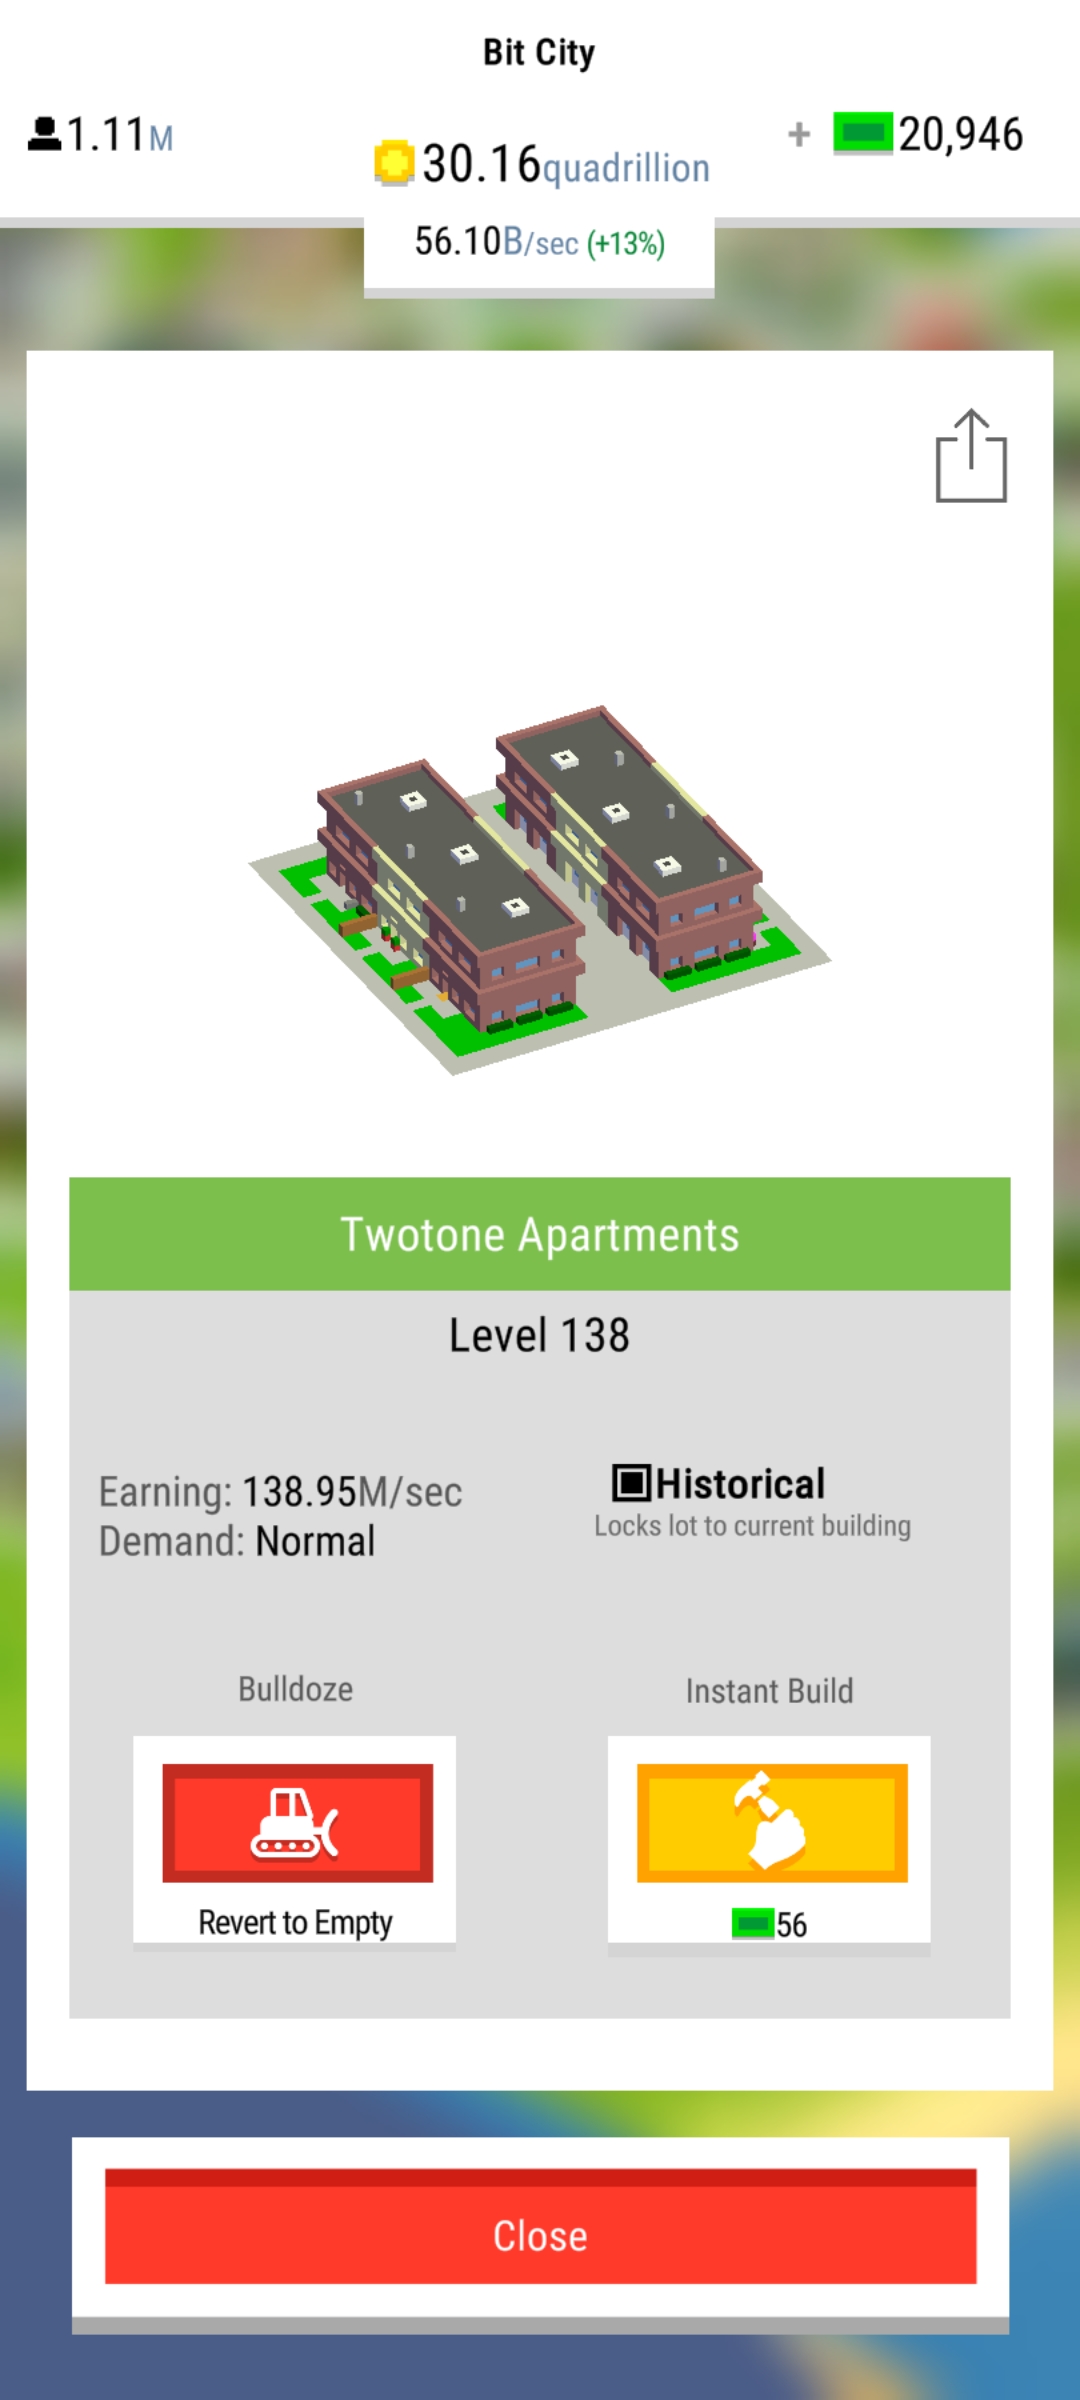 Bit City
1.11M
30.16quadrillion
+ 20,946
56.10B/sec (+13%)
Twotone Apartments
Level 138
Earning: 138.95M/sec
Demand: Normal
Historical
Locks lot to current building
Bulldoze
Instant Build
Revert to Empty
56
Close